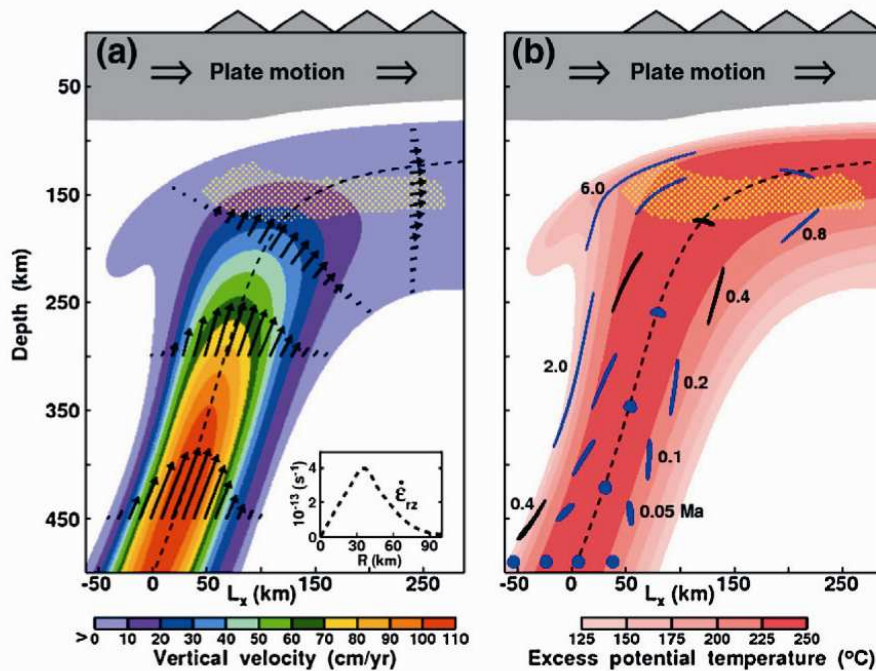 (a)
⇒ Plate motion ⇒
50
150
250
350
450
Depth (km)
-50 0 50 100 150 200 250
Lx (km)
10⁻¹³ (s⁻¹)
4
2
0
ε̇rz
0 30 60 90
R (km)
> 0 10 20 30 40 50 60 70 80 90 100 110
Vertical velocity (cm/yr)
(b)
⇒ Plate motion ⇒
6.0
0.8
0.4
2.0
0.2
0.1
0.4
0.05 Ma
-50 0 50 150 250
Lx (km)
125 150 175 200 225 250
Excess potential temperature (°C)